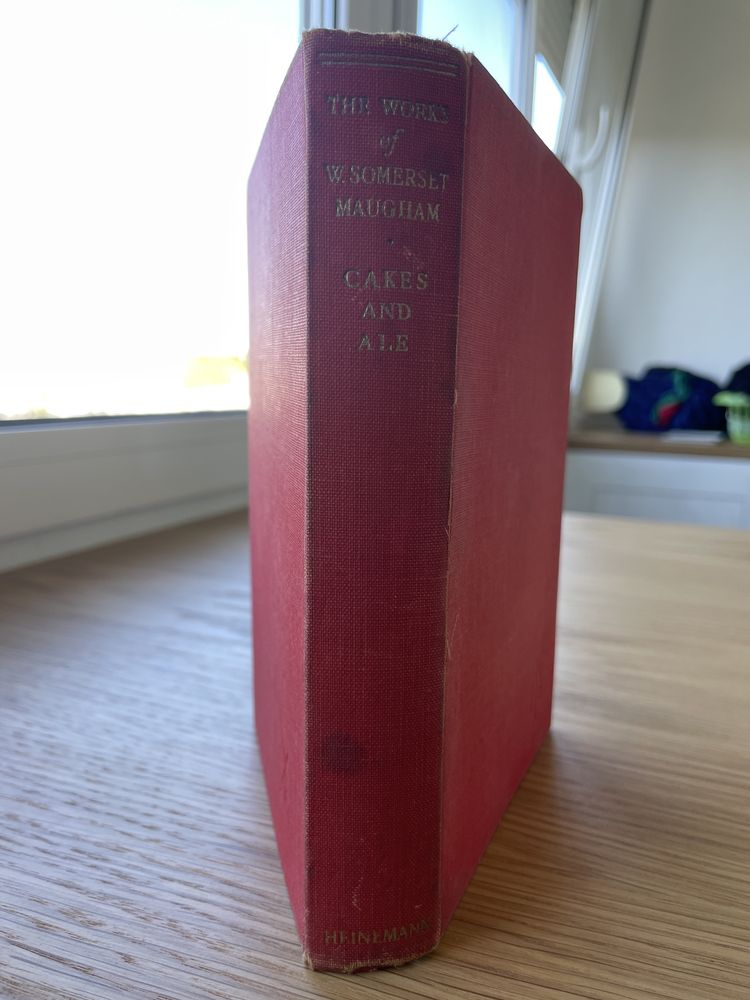 THE WORKS
of
W. SOMERSET
MAUGHAM
CAKES
AND
ALE
HEINEMANN